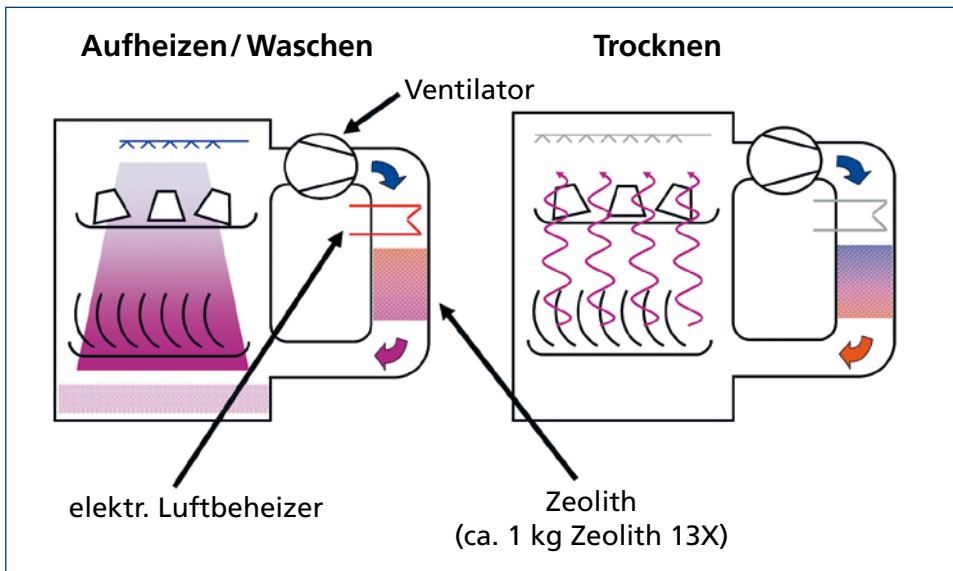 Aufheizen / Waschen
Trocknen
Ventilator
elektr. Luftbeheizer
Zeolith
(ca. 1 kg Zeolith 13X)